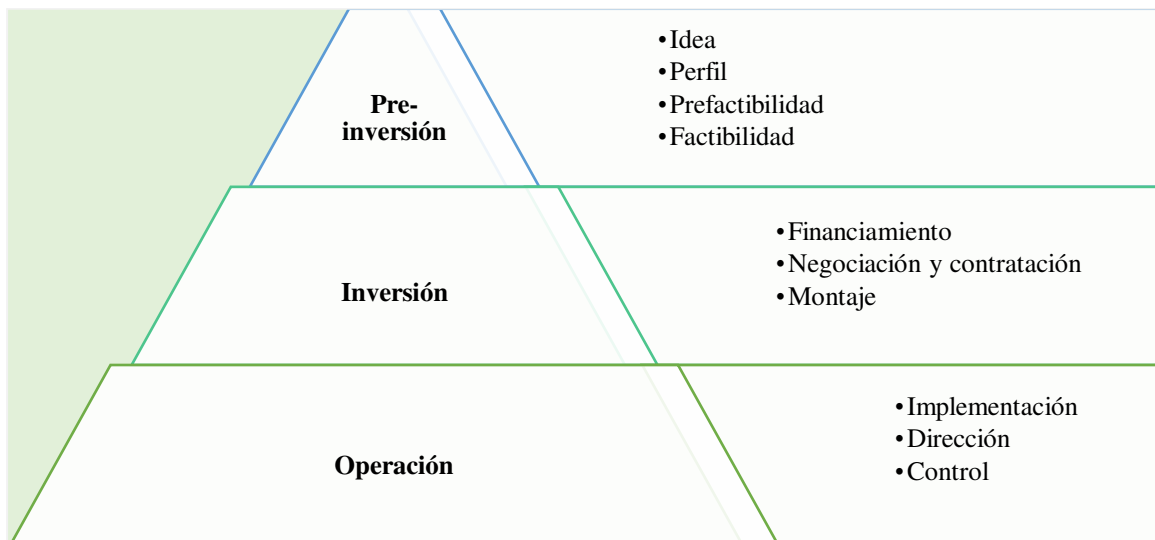 Pre-
inversión
•Idea
•Perfil
•Prefactibilidad
•Factibilidad
Inversión
•Financiamiento
•Negociación y contratación
•Montaje
Operación
•Implementación
•Dirección
•Control